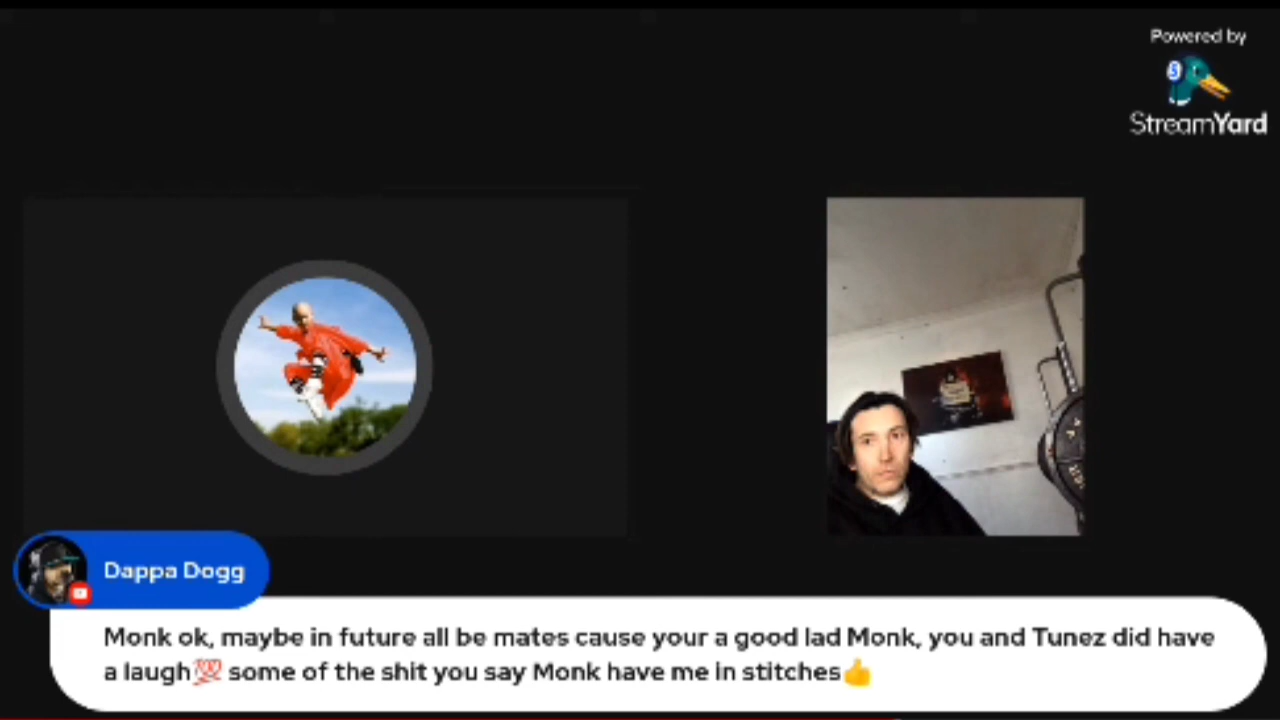 Powered by
StreamYard
Dappa Dogg
Monk ok, maybe in future all be mates cause your a good lad Monk, you and Tunez did have
a laugh💯 some of the shit you say Monk have me in stitches👍